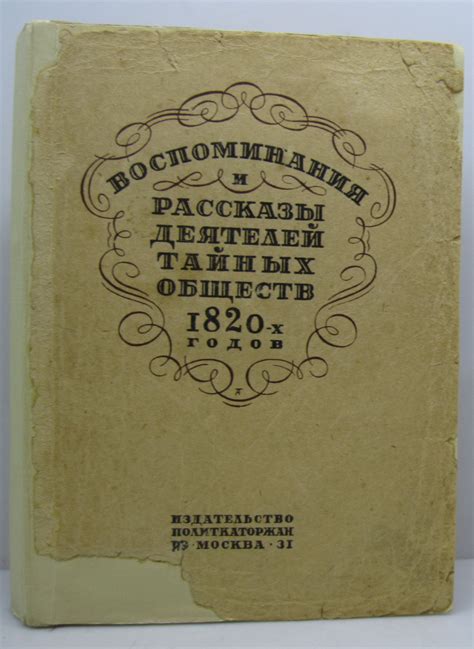 ВОСПОМИНАНИЯ
И
РАССКАЗЫ
ДЕЯТЕЛЕЙ
ТАЙНЫХ
ОБЩЕСТВ
1820-х
ГОДОВ
ИЗДАТЕЛЬСТВО
ПОЛИТКАТОРЖАН
МОСКВА · 31